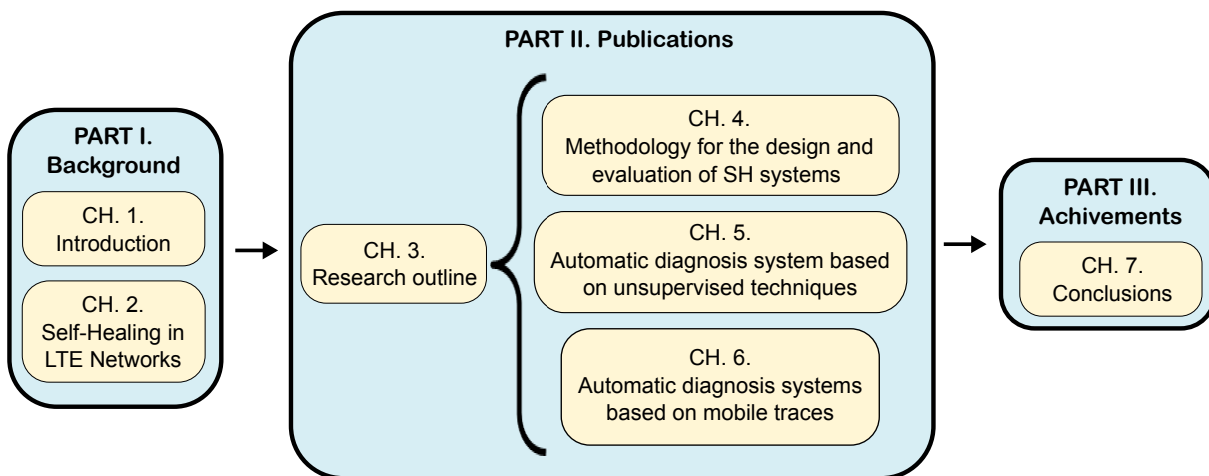 PART I.
Background
CH. 1.
Introduction
CH. 2.
Self-Healing in
LTE Networks
PART II. Publications
CH. 3.
Research outline
CH. 4.
Methodology for the design and
evaluation of SH systems
CH. 5.
Automatic diagnosis system based
on unsupervised techniques
CH. 6.
Automatic diagnosis systems
based on mobile traces
PART III.
Achivements
CH. 7.
Conclusions